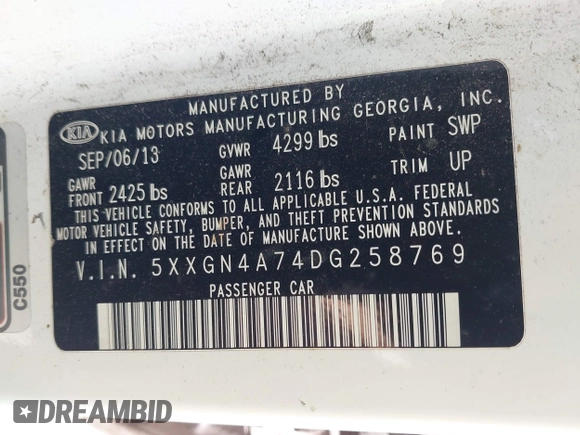 MANUFACTURED BY
KIA KIA MOTORS MANUFACTURING GEORGIA, INC.
SEP/06/13 GVWR 4299 lbs PAINT SWP
GAWR FRONT 2425 lbs GAWR REAR 2116 lbs TRIM UP
THIS VEHICLE CONFORMS TO ALL APPLICABLE U.S.A. FEDERAL
MOTOR VEHICLE SAFETY, BUMPER, AND THEFT PREVENTION STANDARDS
IN EFFECT ON THE DATE OF MANUFACTURE SHOWN ABOVE.
V.I.N. 5XXGN4A74DG258769
PASSENGER CAR
C550
DREAMBID